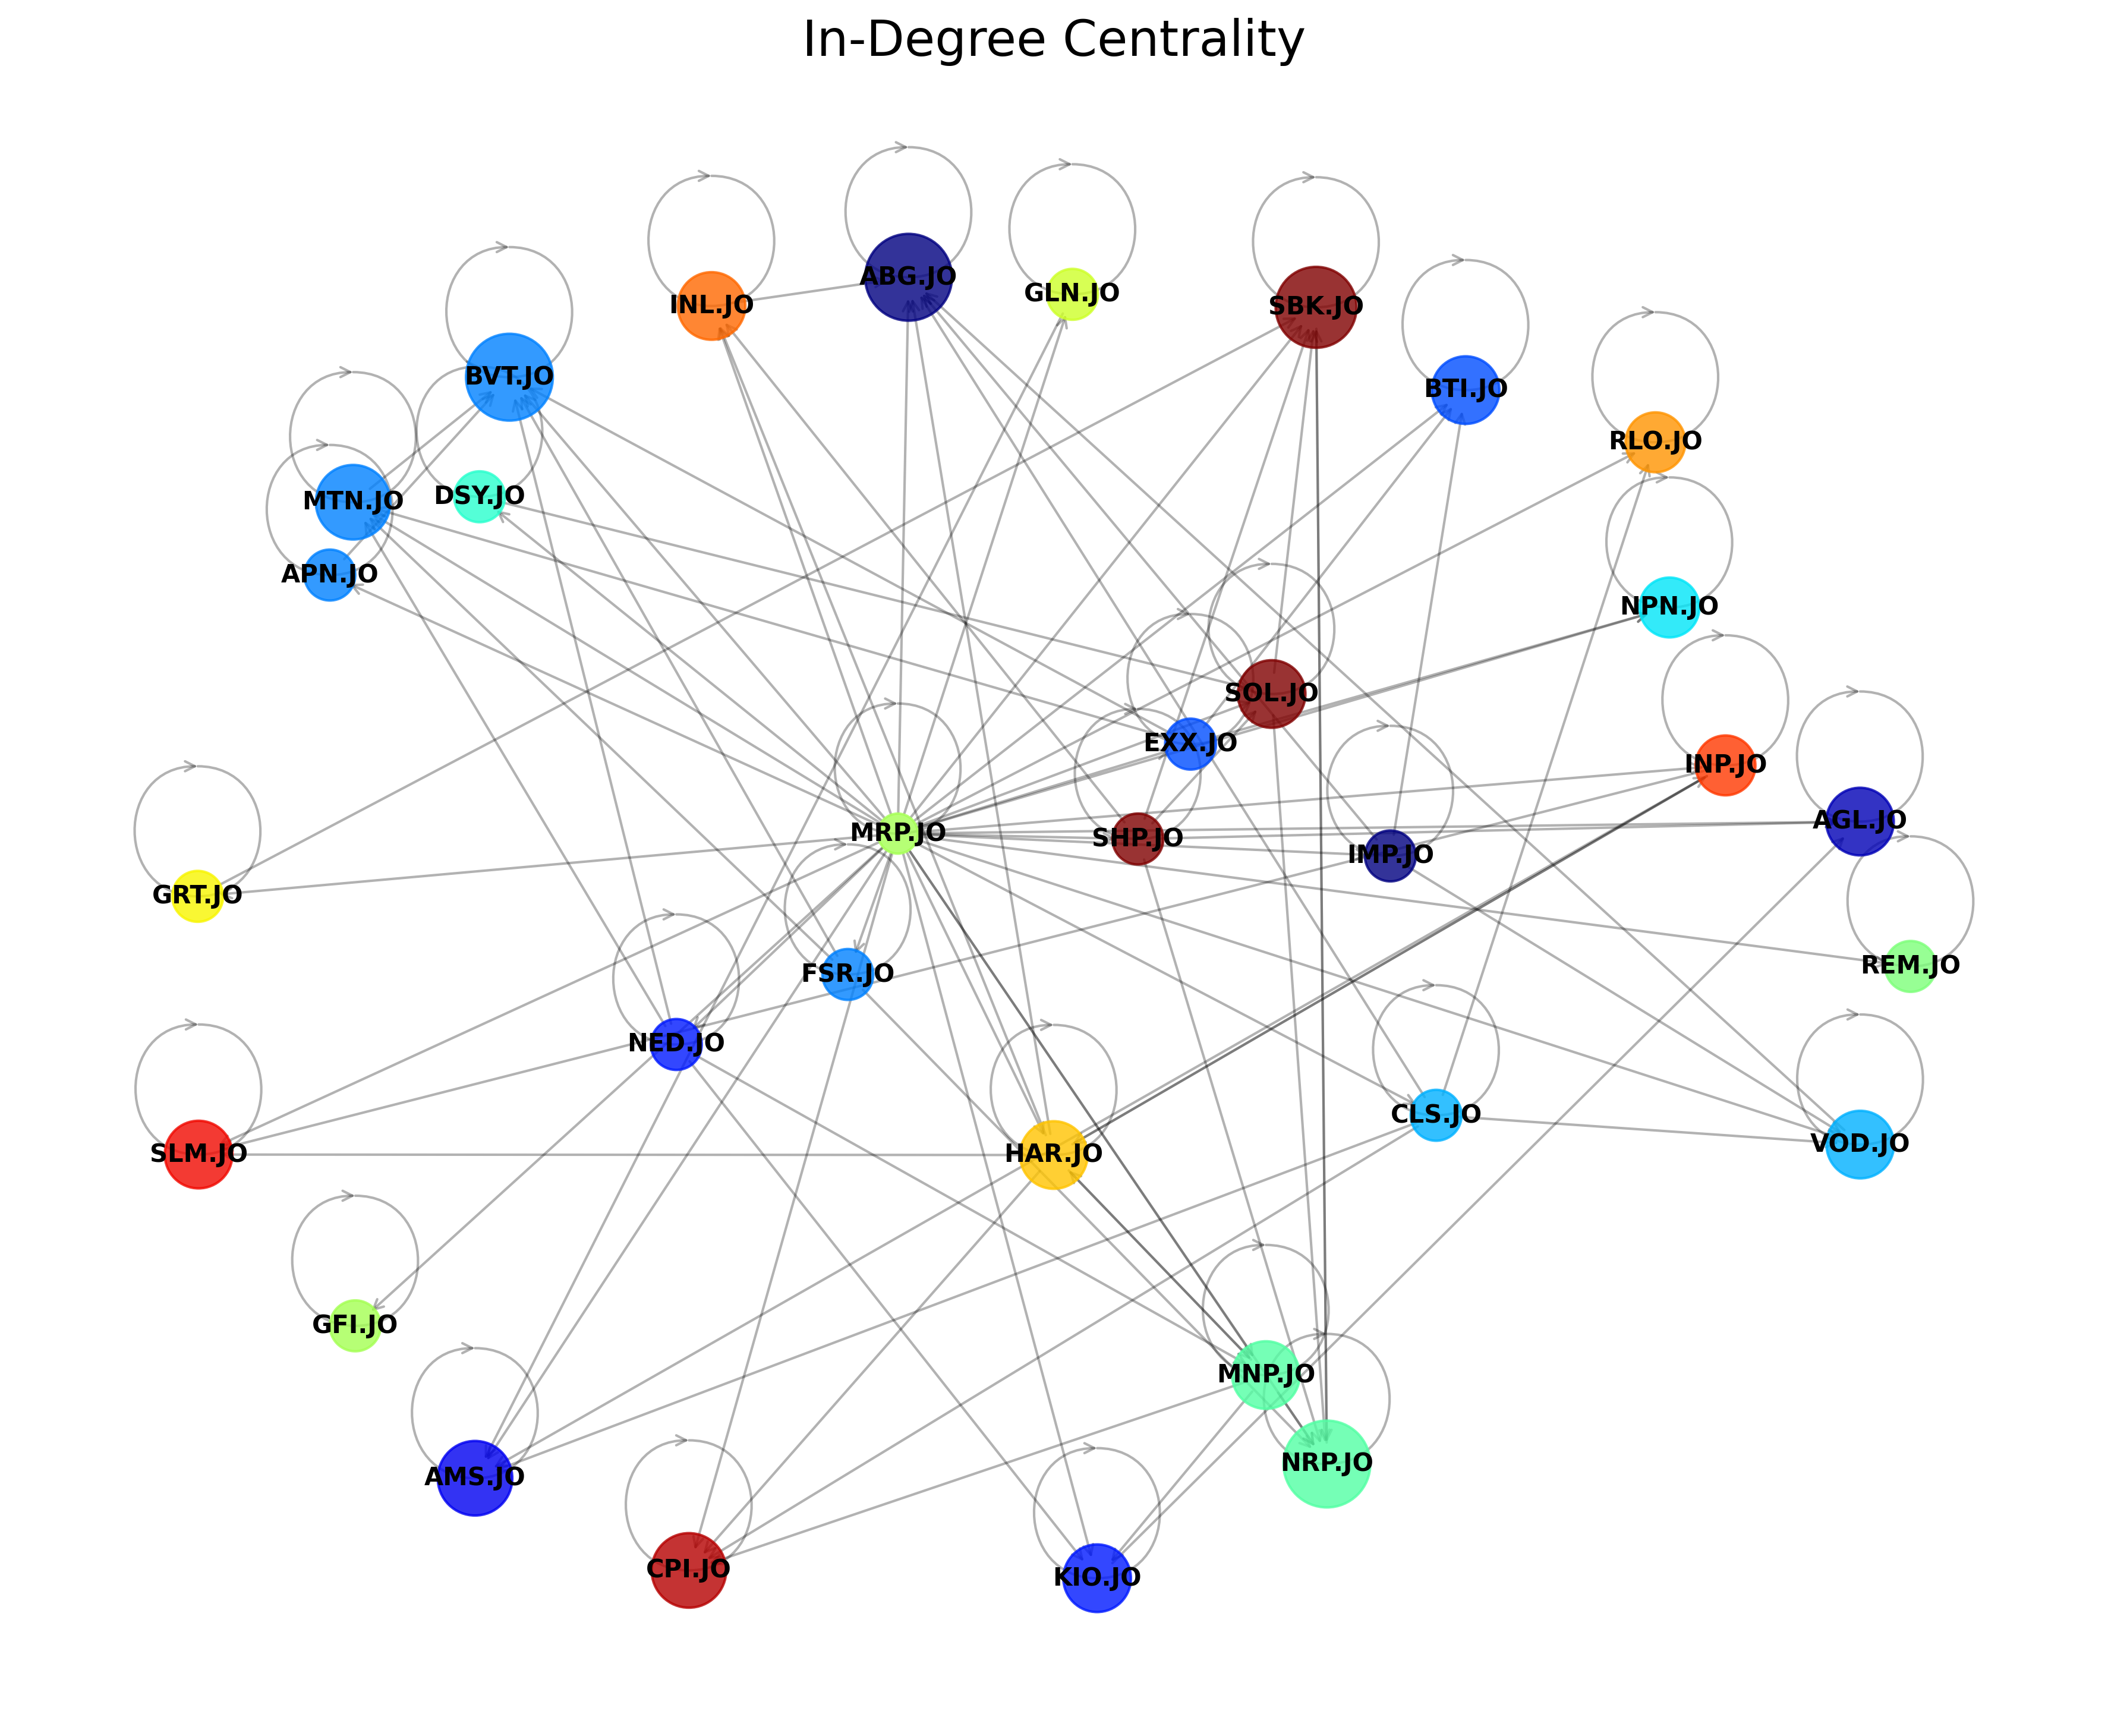 In-Degree Centrality
ABG.JO
GLN.JO
INL.JO
SBK.JO
BVT.JO
BTI.JO
RLO.JO
DSY.JO
MTN.JO
APN.JO
NPN.JO
SOL.JO
EXX.JO
INP.JO
AGL.JO
MRP.JO
SHP.JO
IMP.JO
GRT.JO
REM.JO
FSR.JO
NED.JO
CLS.JO
VOD.JO
SLM.JO
HAR.JO
GFI.JO
MNP.JO
NRP.JO
AMS.JO
CPI.JO
KIO.JO